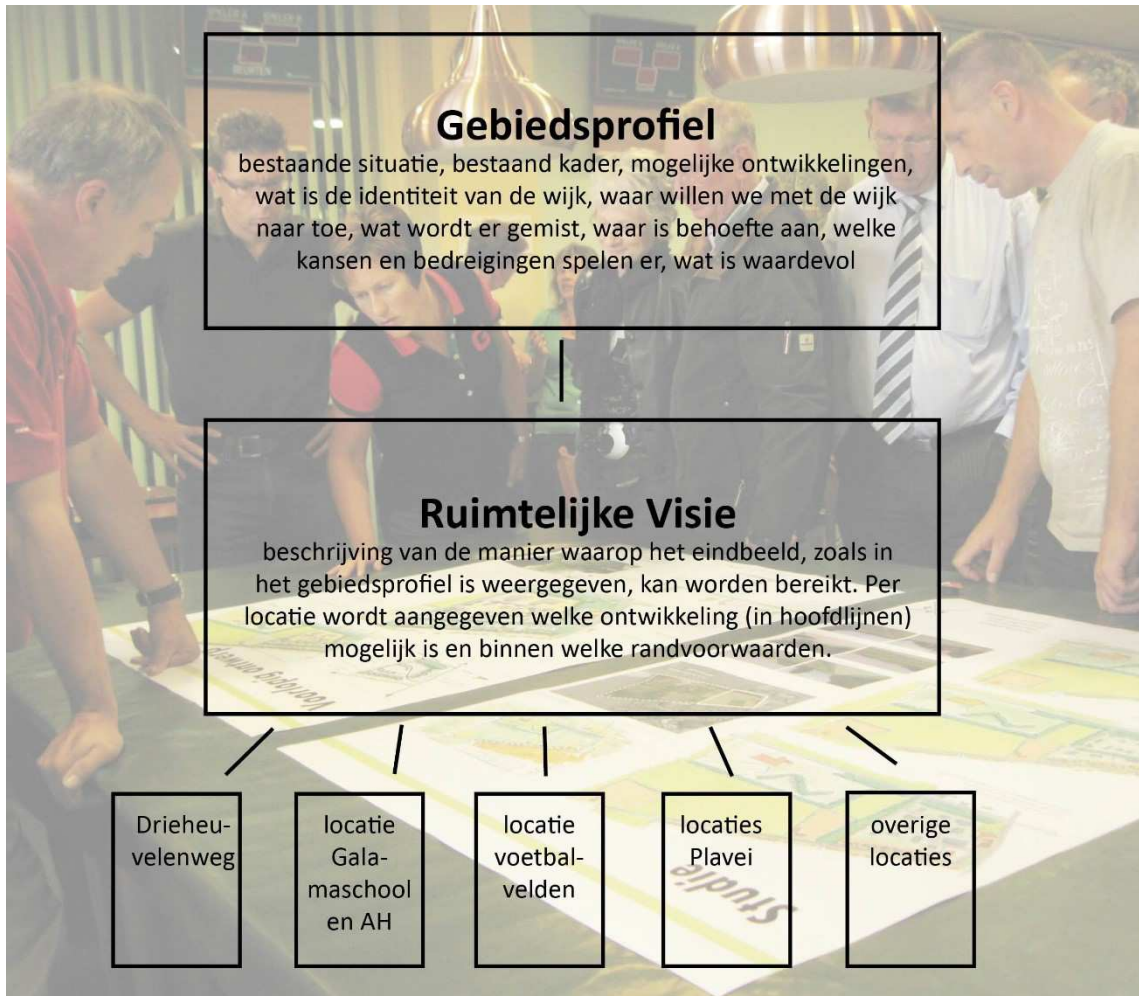 Gebiedsprofiel
bestaande situatie, bestaand kader, mogelijke ontwikkelingen,
wat is de identiteit van de wijk, waar willen we met de wijk
naar toe, wat wordt er gemist, waar is behoefte aan, welke
kansen en bedreigingen spelen er, wat is waardevol
Ruimtelijke Visie
beschrijving van de manier waarop het eindbeeld, zoals in
het gebiedsprofiel is weergegeven, kan worden bereikt. Per
locatie wordt aangegeven welke ontwikkeling (in hoofdlijnen)
mogelijk is en binnen welke randvoorwaarden.
Voorlopig ontwerp
Drieheu-
velenweg
locatie
Gala-
maschool
en AH
locatie
voetbal-
velden
locaties
Plavei
overige
locaties
Studie
BEURTEN